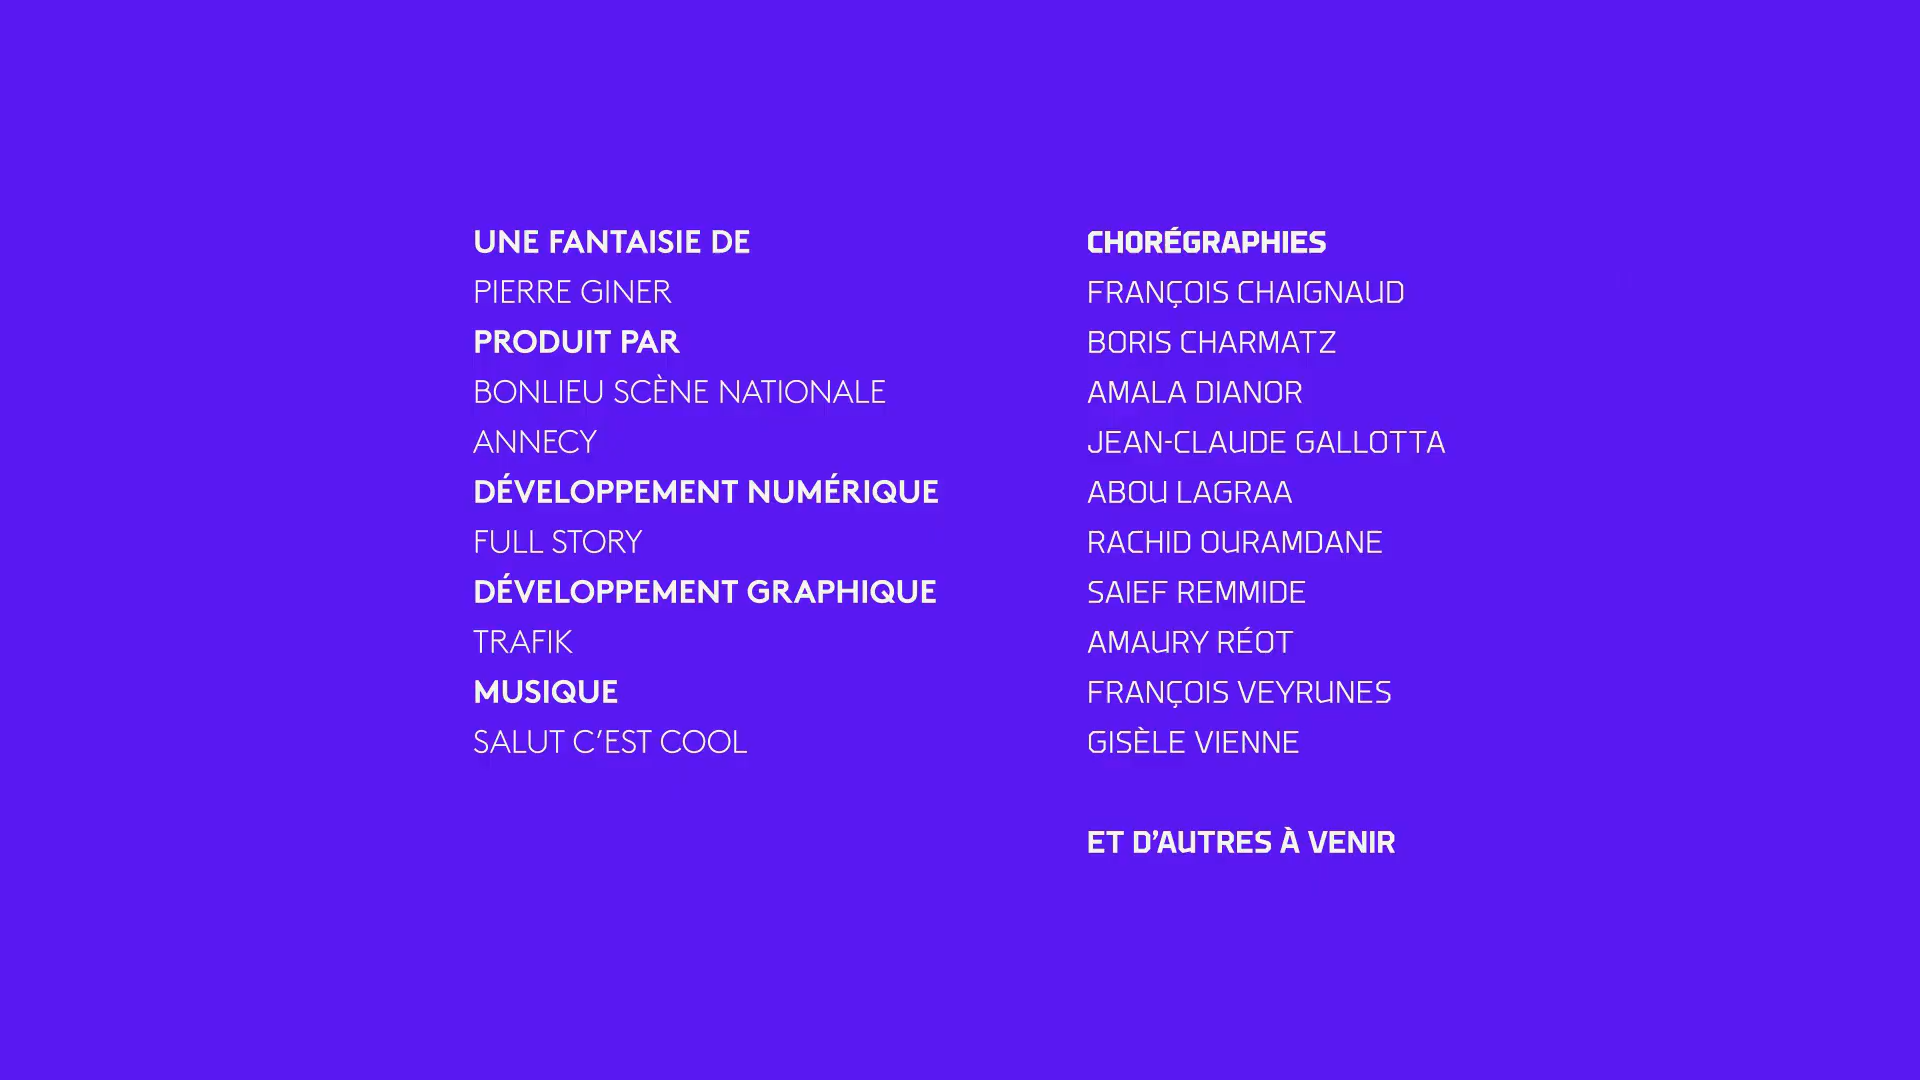 UNE FANTAISIE DE
PIERRE GINER
PRODUIT PAR
BONLIEU SCÈNE NATIONALE
ANNECY
DÉVELOPPEMENT NUMÉRIQUE
FULL STORY
DÉVELOPPEMENT GRAPHIQUE
TRAFIK
MUSIQUE
SALUT C’EST COOL
CHORÉGRAPHIES
FRANÇOIS CHAIGNAUD
BORIS CHARMATZ
AMALA DIANOR
JEAN-CLAUDE GALLOTTA
ABOU LAGRAA
RACHID OURAMDANE
SAIEF REMMIDE
AMAURY RÉOT
FRANÇOIS VEYRUNES
GISÈLE VIENNE
ET D’AUTRES À VENIR